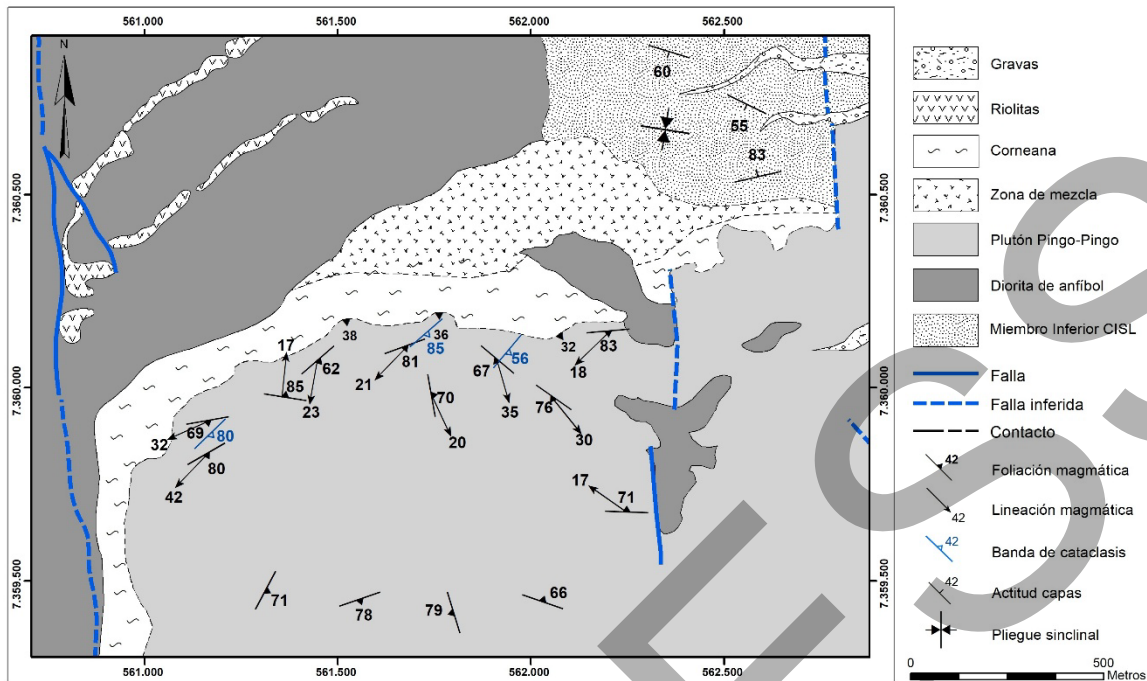 561.000 561.500 562.000 562.500
N
7.360.500
7.360.000
7.359.500
7.360.500
7.360.000
7.359.500
60
55
83
38
36
85
32
83
18
17
85
62
23
81
21
67
56
35
70
20
76
30
69
80
32
80
42
17
71
71
78
79
66
561.000 561.500 562.000 562.500
Gravas
Riolitas
Corneana
Zona de mezcla
Plutón Pingo-Pingo
Diorita de anfíbol
Miembro Inferior CISL
Falla
Falla inferida
Contacto
42 Foliación magmática
42 Lineación magmática
42 Banda de cataclasis
42 Actitud capas
Pliegue sinclinal
0 500
Metros